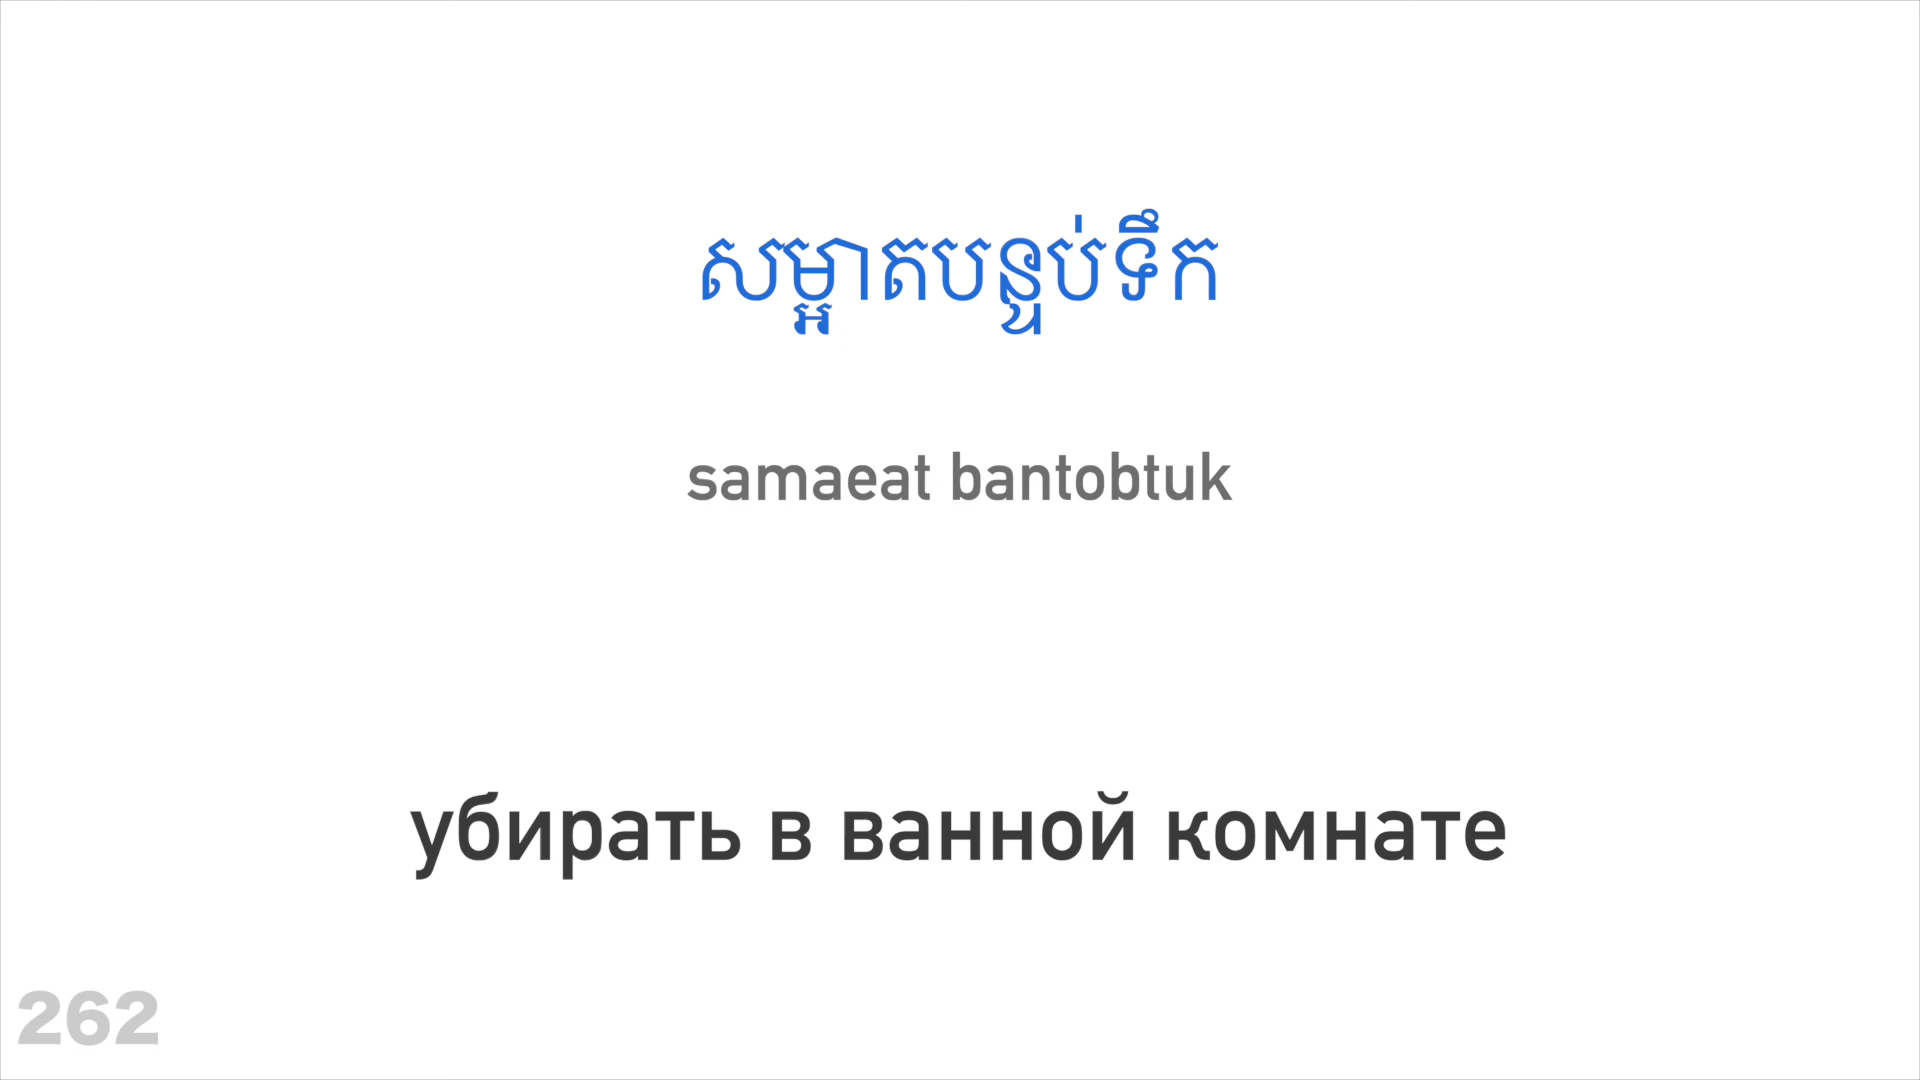 សម្អាតបន្ទប់ទឹក
samaeat bantobtuk
убирать в ванной комнате
262